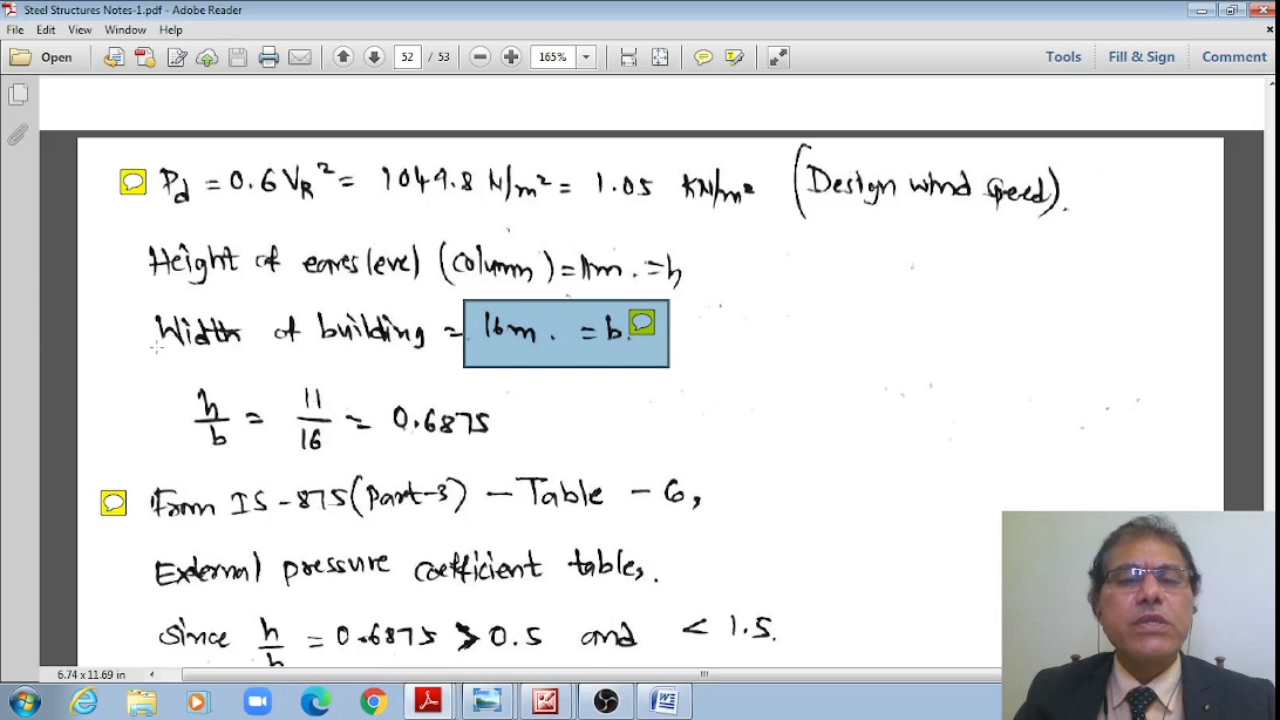 Steel Structures Notes-1.pdf - Adobe Reader
File Edit View Window Help
Open 52 / 53 165% Tools Fill & Sign Comment
Pd = 0.6 VR² = 1049.8 N/m² = 1.05 KN/m² (Design wind speed).
Height of eaves level (column) = 11m. = h
Width of building = 16m. = b.
h/b = 11/16 = 0.6875
From IS-875(Part-3) - Table - 6,
External pressure coefficient tables,.
Since h/b = 0.6875 > 0.5 and < 1.5.
6.74 x 11.69 in